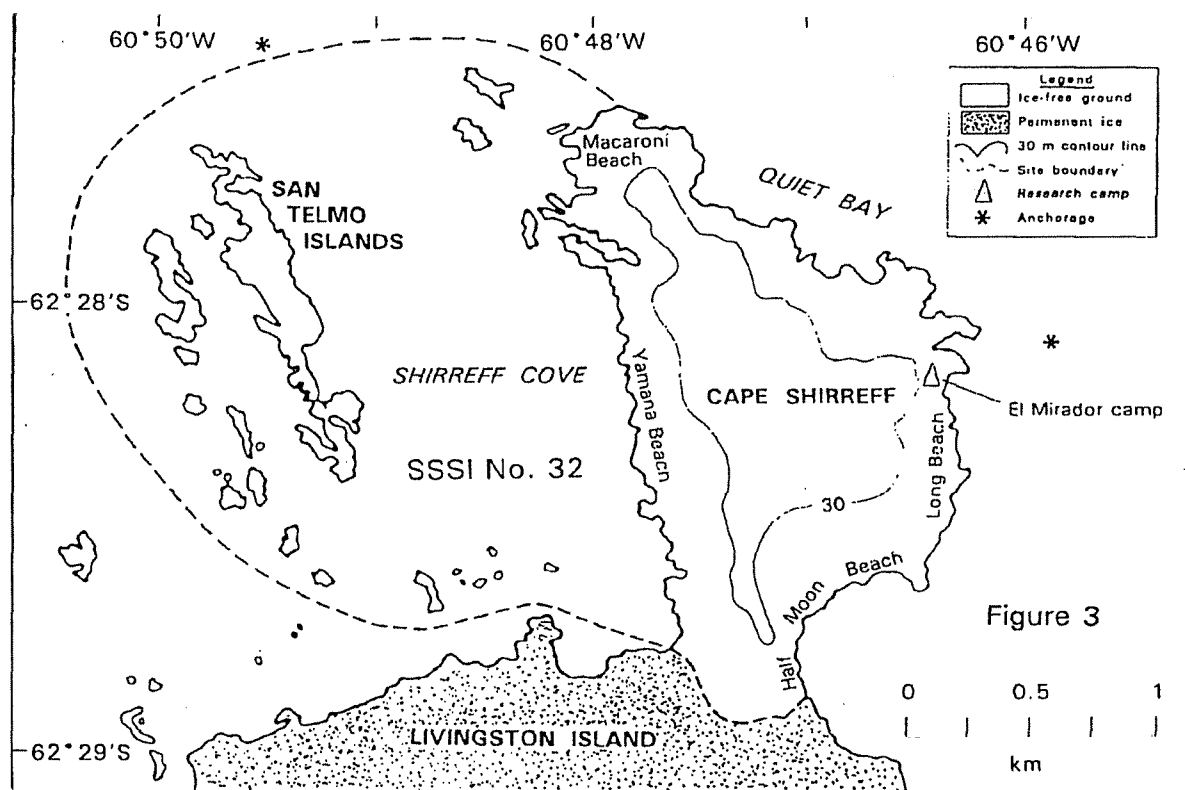 60°50'W
60°48'W
60°46'W
Legend
Ice-free ground
Permanent ice
30 m contour line
Site boundary
Research camp
Anchorage
Macaroni
Beach
QUIET BAY
SAN
TELMO
ISLANDS
62°28'S
SHIRREFF COVE
Yamana Beach
CAPE SHIRREFF
El Mirador camp
SSSI No. 32
Long Beach
30
Half Moon Beach
Figure 3
0 0.5 1
km
LIVINGSTON ISLAND
62°29'S